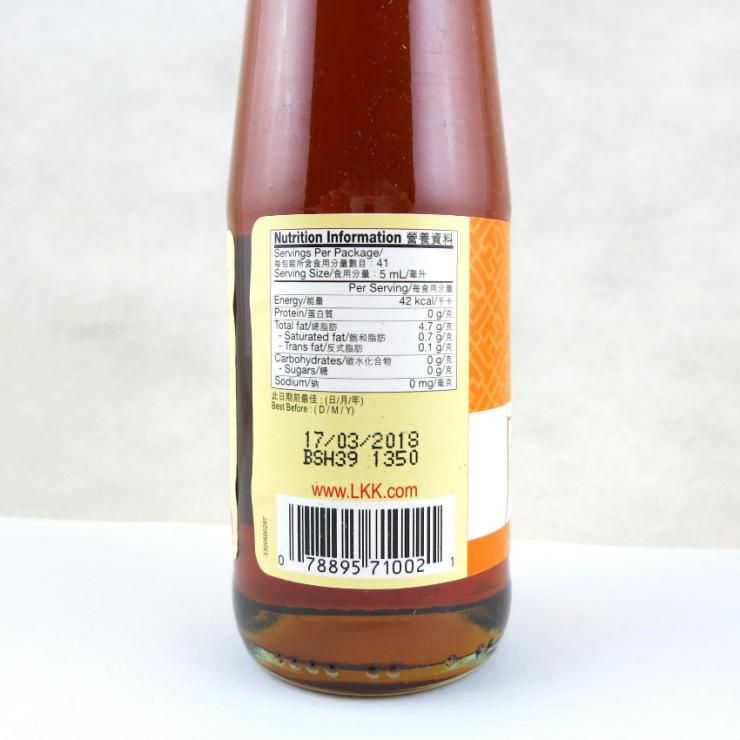 Nutrition Information 營養資料
Servings Per Package/
每包裝所含食用分量數目：41
Serving Size/食用分量：5 mL/毫升
Per Serving/每食用分量
Energy/能量 42 kcal/千卡
Protein/蛋白質 0 g/克
Total fat/總脂肪 4.7 g/克
- Saturated fat/飽和脂肪 0.7 g/克
- Trans fat/反式脂肪 0.1 g/克
Carbohydrates/碳水化合物 0 g/克
- Sugars/糖 0 g/克
Sodium/鈉 0 mg/毫克
此日期前最佳：(日/月/年)
Best Before : (D/M/Y)
17/03/2018
BSH39 1350
www.LKK.com
0 78895 71002 1